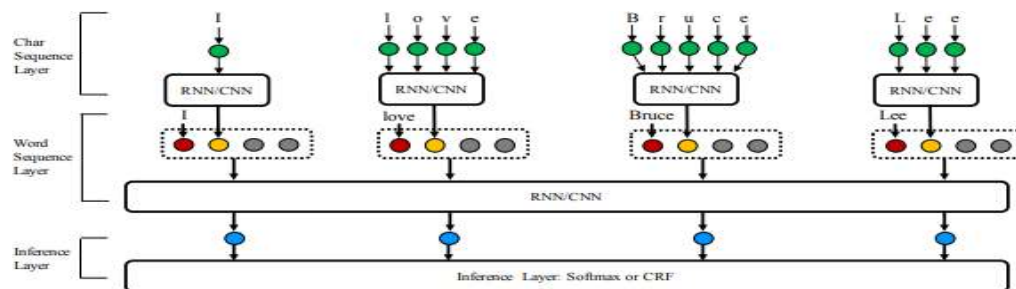 I l o v e B r u c e L e e
Char
Sequence
Layer
RNN/CNN RNN/CNN RNN/CNN RNN/CNN
I love Bruce Lee
Word
Sequence
Layer
RNN/CNN
Inference
Layer
Inference Layer: Softmax or CRF